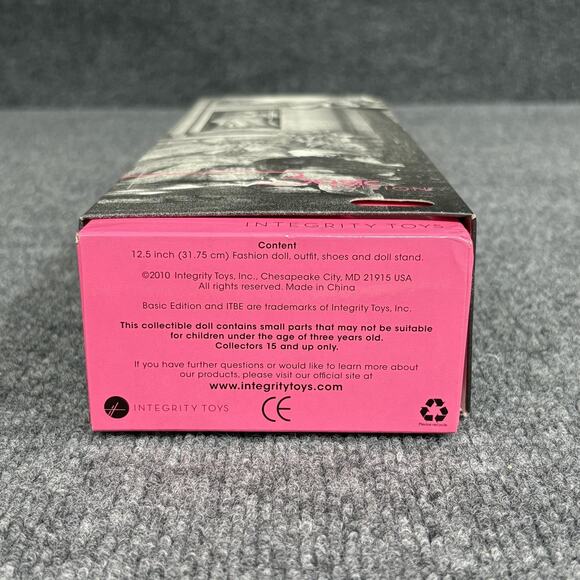 INTEGRITY TOYS
Content
12.5 inch (31.75 cm) Fashion doll, outfit, shoes and doll stand.
©2010 Integrity Toys, Inc., Chesapeake City, MD 21915 USA
All rights reserved. Made in China
Basic Edition and ITBE are trademarks of Integrity Toys, Inc.
This collectible doll contains small parts that may not be suitable
for children under the age of three years old.
Collectors 15 and up only.
If you have further questions or would like to learn more about
our products, please visit our official site at
www.integritytoys.com
INTEGRITY TOYS
CE
Please recycle